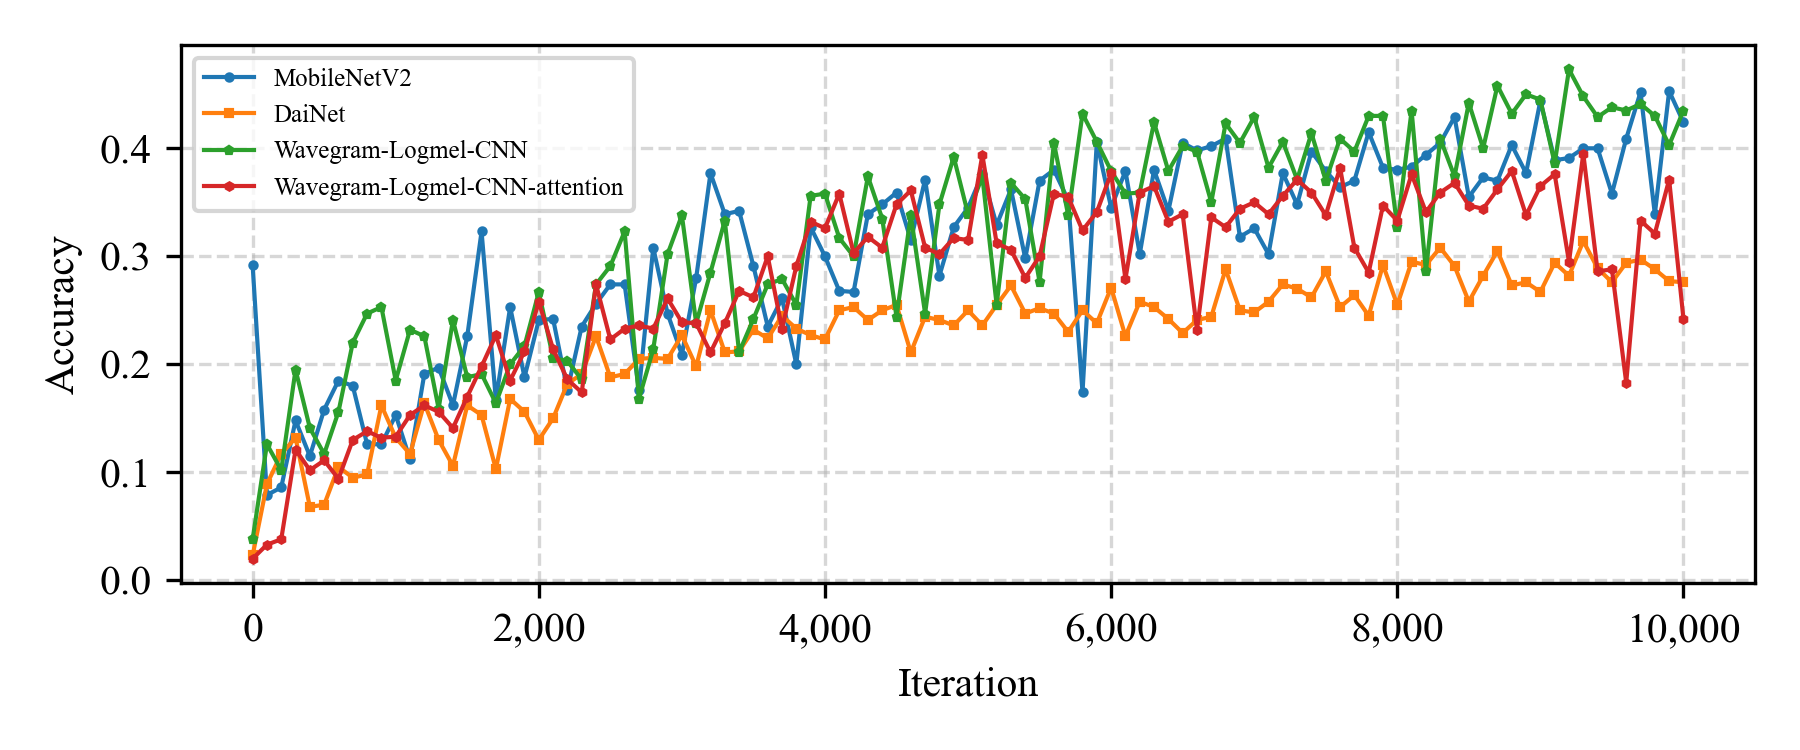 MobileNetV2
DaiNet
Wavegram-Logmel-CNN
Wavegram-Logmel-CNN-attention
Accuracy
0.4
0.3
0.2
0.1
0.0
0 2,000 4,000 6,000 8,000 10,000
Iteration